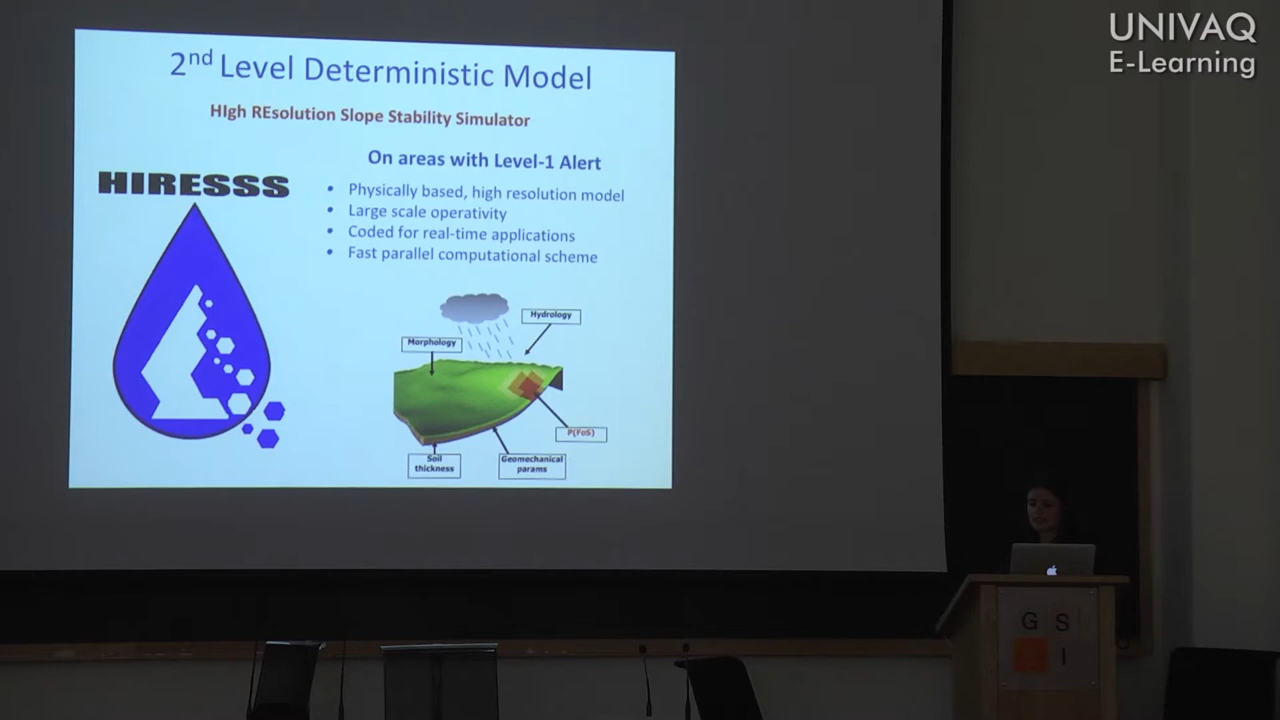 UNIVAQ
E-Learning
2nd Level Deterministic Model
HIgh REsolution Slope Stability Simulator
On areas with Level-1 Alert
HIRESSS
• Physically based, high resolution model
• Large scale operativity
• Coded for real-time applications
• Fast parallel computational scheme
Hydrology
Morphology
P(FoS)
Soil
thickness
Geomechanical
params
G S
I